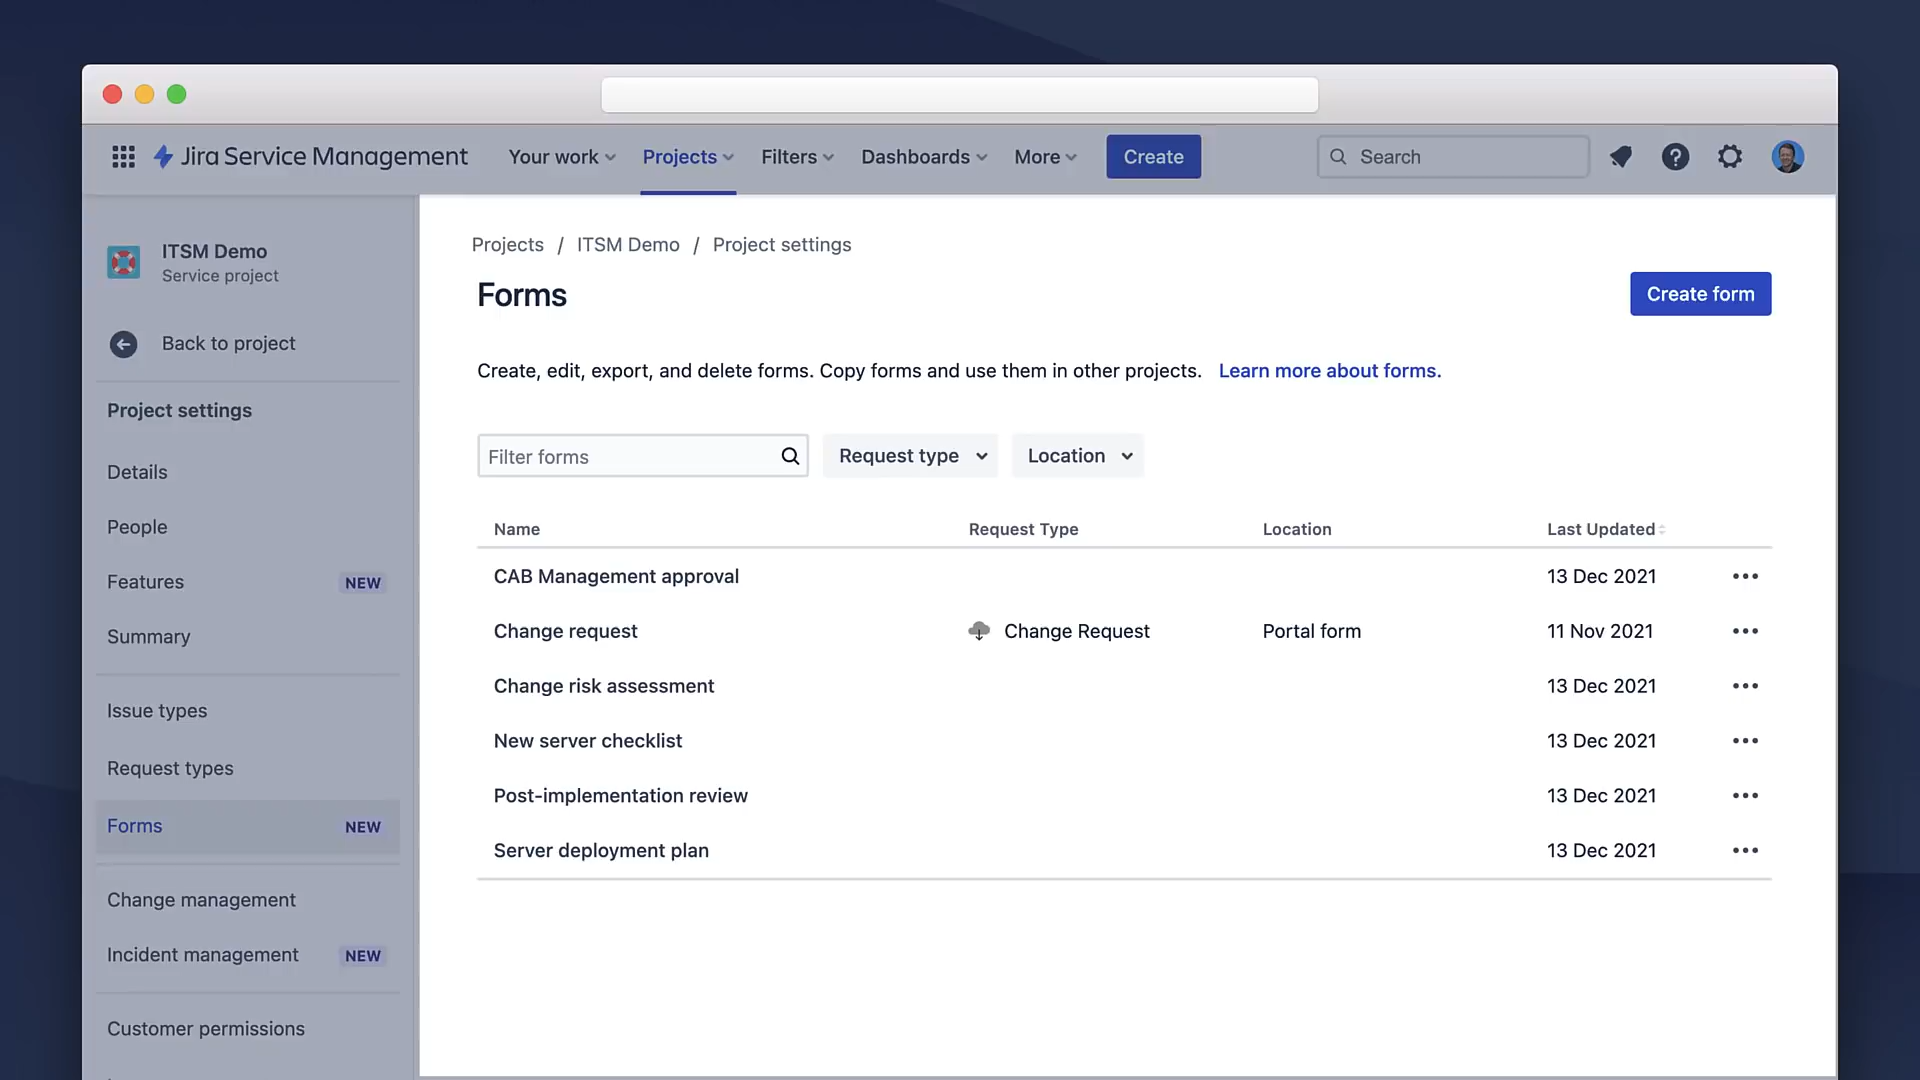 Jira Service Management Your work Projects Filters Dashboards More Create Search
ITSM Demo
Service project
Back to project
Project settings
Details
People
Features NEW
Summary
Issue types
Request types
Forms NEW
Change management
Incident management NEW
Customer permissions
Projects / ITSM Demo / Project settings
Forms
Create form
Create, edit, export, and delete forms. Copy forms and use them in other projects. Learn more about forms.
Filter forms Request type Location
Name Request Type Location Last Updated
CAB Management approval 13 Dec 2021
Change request Change Request Portal form 11 Nov 2021
Change risk assessment 13 Dec 2021
New server checklist 13 Dec 2021
Post-implementation review 13 Dec 2021
Server deployment plan 13 Dec 2021